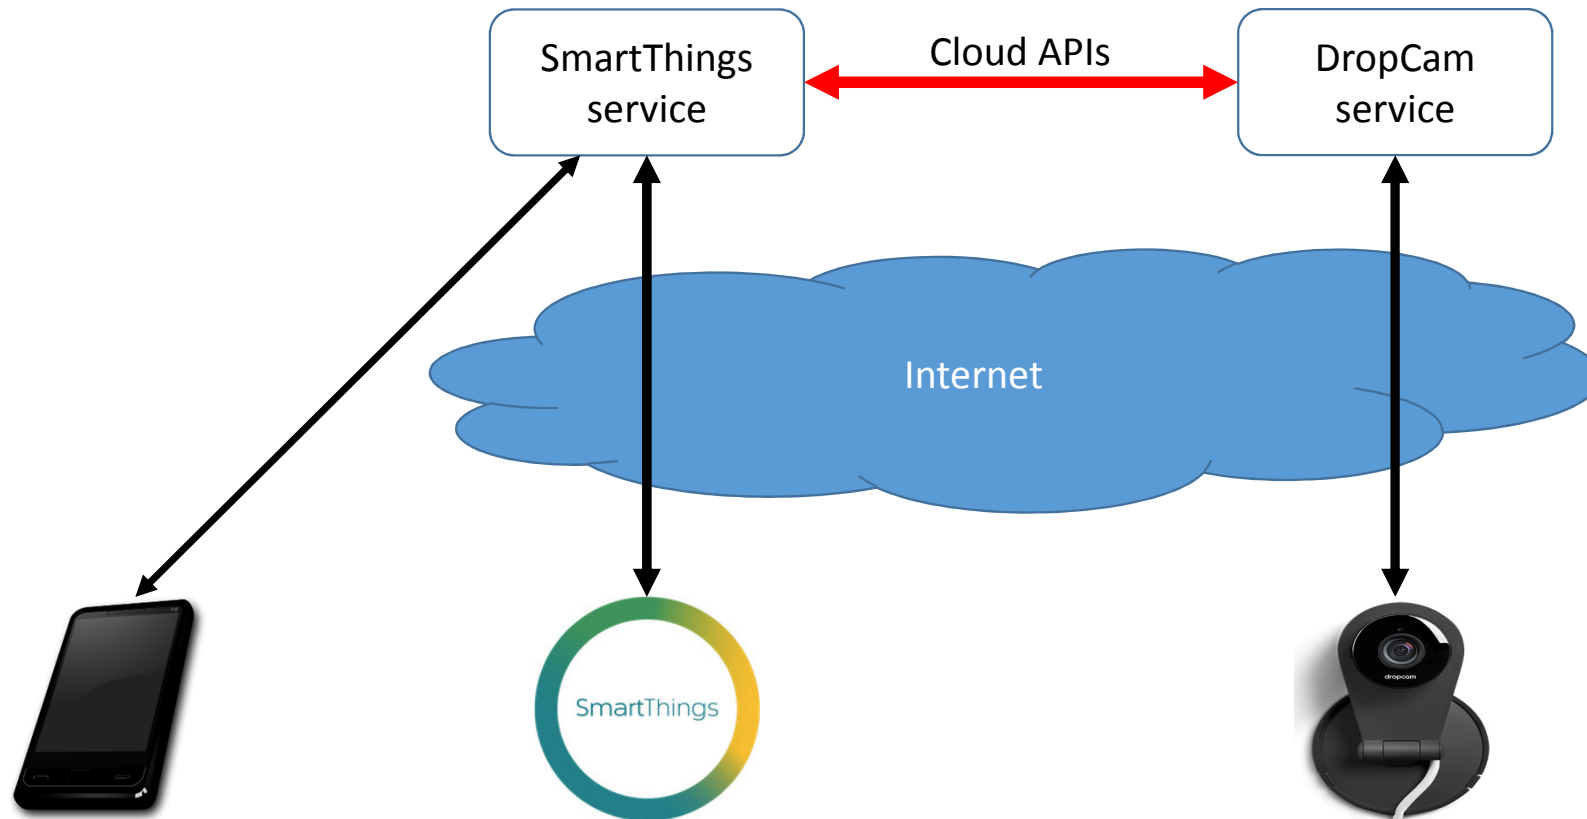 SmartThings
service
Cloud APIs
DropCam
service
Internet
SmartThings
dropcam